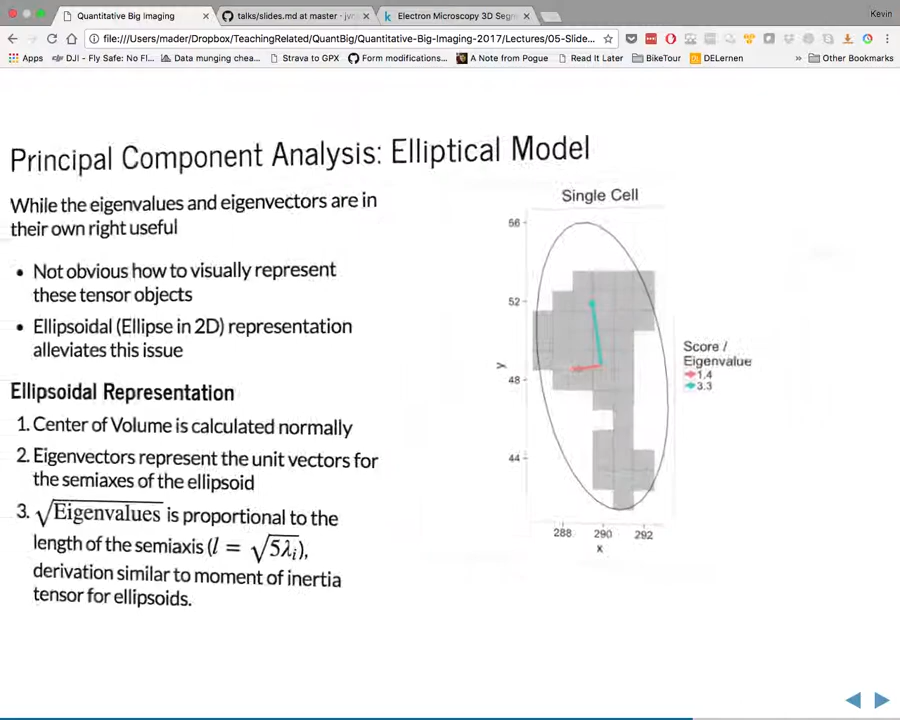 Quantitative Big Imaging
talks/slides.md at master - jvr
Electron Microscopy 3D Segm
Kevin
file:///Users/mader/Dropbox/TeachingRelated/QuantBig/Quantitative-Big-Imaging-2017/Lectures/05-Slide...
Apps
DJI - Fly Safe: No Fl...
Data munging chea...
Strava to GPX
Form modifications...
A Note from Pogue
Read It Later
BikeTour
DELernen
»
Other Bookmarks
Principal Component Analysis: Elliptical Model
While the eigenvalues and eigenvectors are in
their own right useful
• Not obvious how to visually represent
these tensor objects
• Ellipsoidal (Ellipse in 2D) representation
alleviates this issue
Ellipsoidal Representation
1. Center of Volume is calculated normally
2. Eigenvectors represent the unit vectors for
the semiaxes of the ellipsoid
3. √Eigenvalues is proportional to the
length of the semiaxis (l = √5λᵢ),
derivation similar to moment of inertia
tensor for ellipsoids.
Single Cell
56
52
48
44
y
288 290 292
x
Score /
Eigenvalue
1.4
3.3